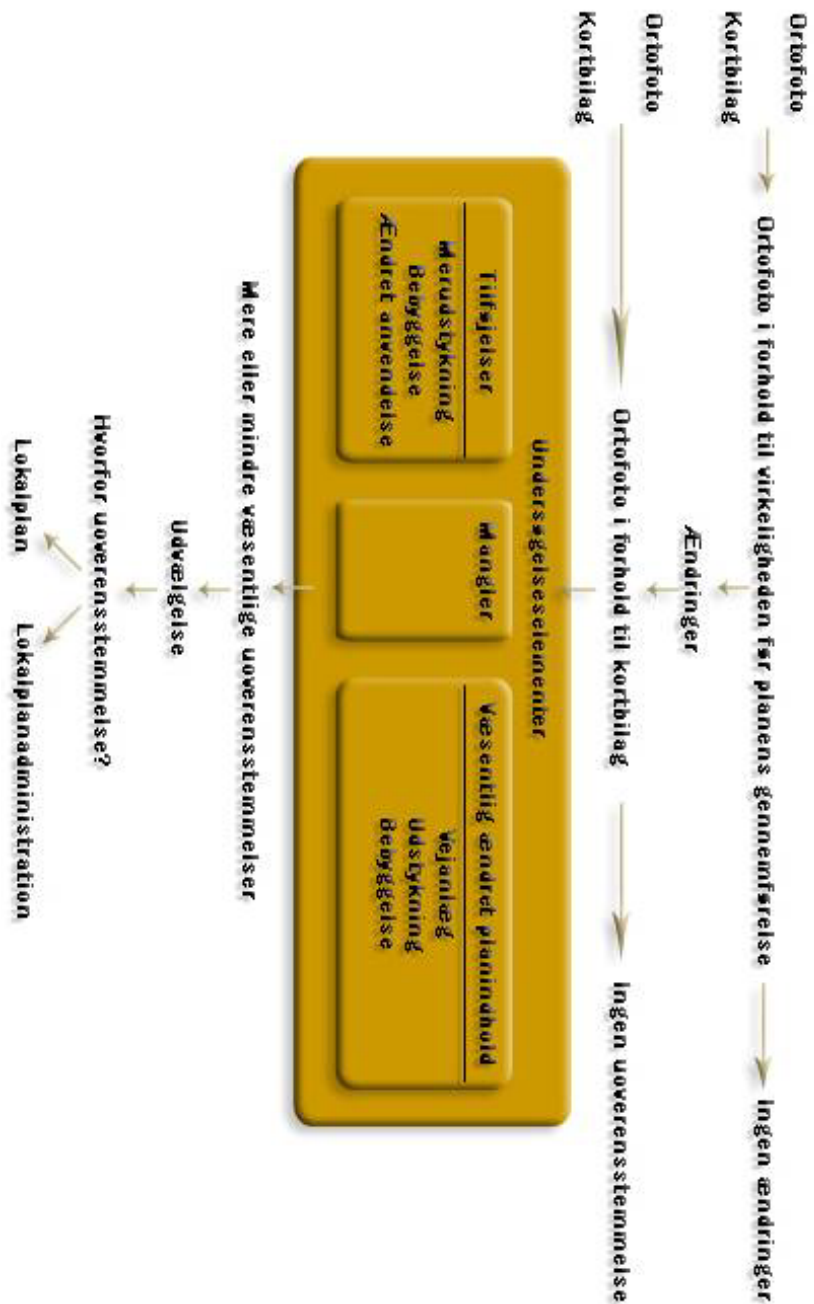 Ortofoto
Kortbilag
Ortofoto i forhold til virkeligheden før planens gennemførelse
Ingen ændringer
Ændringer
Ortofoto
Kortbilag
Ortofoto i forhold til kortbilag
Ingen uoverensstemmelse
Undersøgelseselementer
Tilføjelser
Merudstykning
Bebyggelse
Ændret anvendelse
Mangler
Væsentlig ændret planindhold
Vejanlæg
Udstykning
Bebyggelse
Mere eller mindre væsentlige uoverensstemmelser
Udvælgelse
Hvorfor uoverensstemmelse?
Lokalplan
Lokalplanadministration